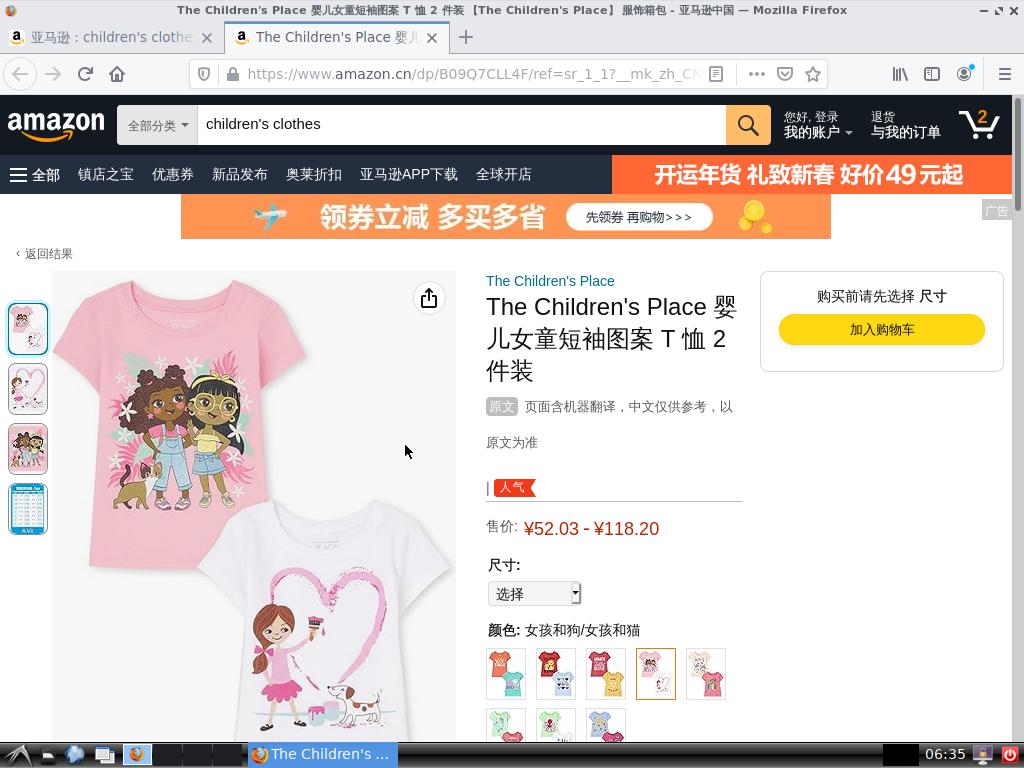 The Children's Place 婴儿女童短袖图案 T 恤 2 件装 【The Children's Place】 服饰箱包 - 亚马逊中国 — Mozilla Firefox
亚马逊 : children's clothe
The Children's Place 婴儿
https://www.amazon.cn/dp/B09Q7CLL4F/ref=sr_1_1?__mk_zh_CN
amazon
全部分类
children's clothes
您好, 登录
我的账户
退货
与我的订单
2
全部
镇店之宝
优惠券
新品发布
奥莱折扣
亚马逊APP下载
全球开店
开运年货 礼致新春 好价49元起
领券立减 多买多省
先领券 再购物>>>
广告
‹ 返回结果
The Children's Place
The Children's Place 婴
儿女童短袖图案 T 恤 2
件装
原文 页面含机器翻译，中文仅供参考，以
原文为准
| 人气
售价: ¥52.03 - ¥118.20
尺寸:
选择
颜色: 女孩和狗/女孩和猫
购买前请先选择 尺寸
加入购物车
The Children's ...
06:35